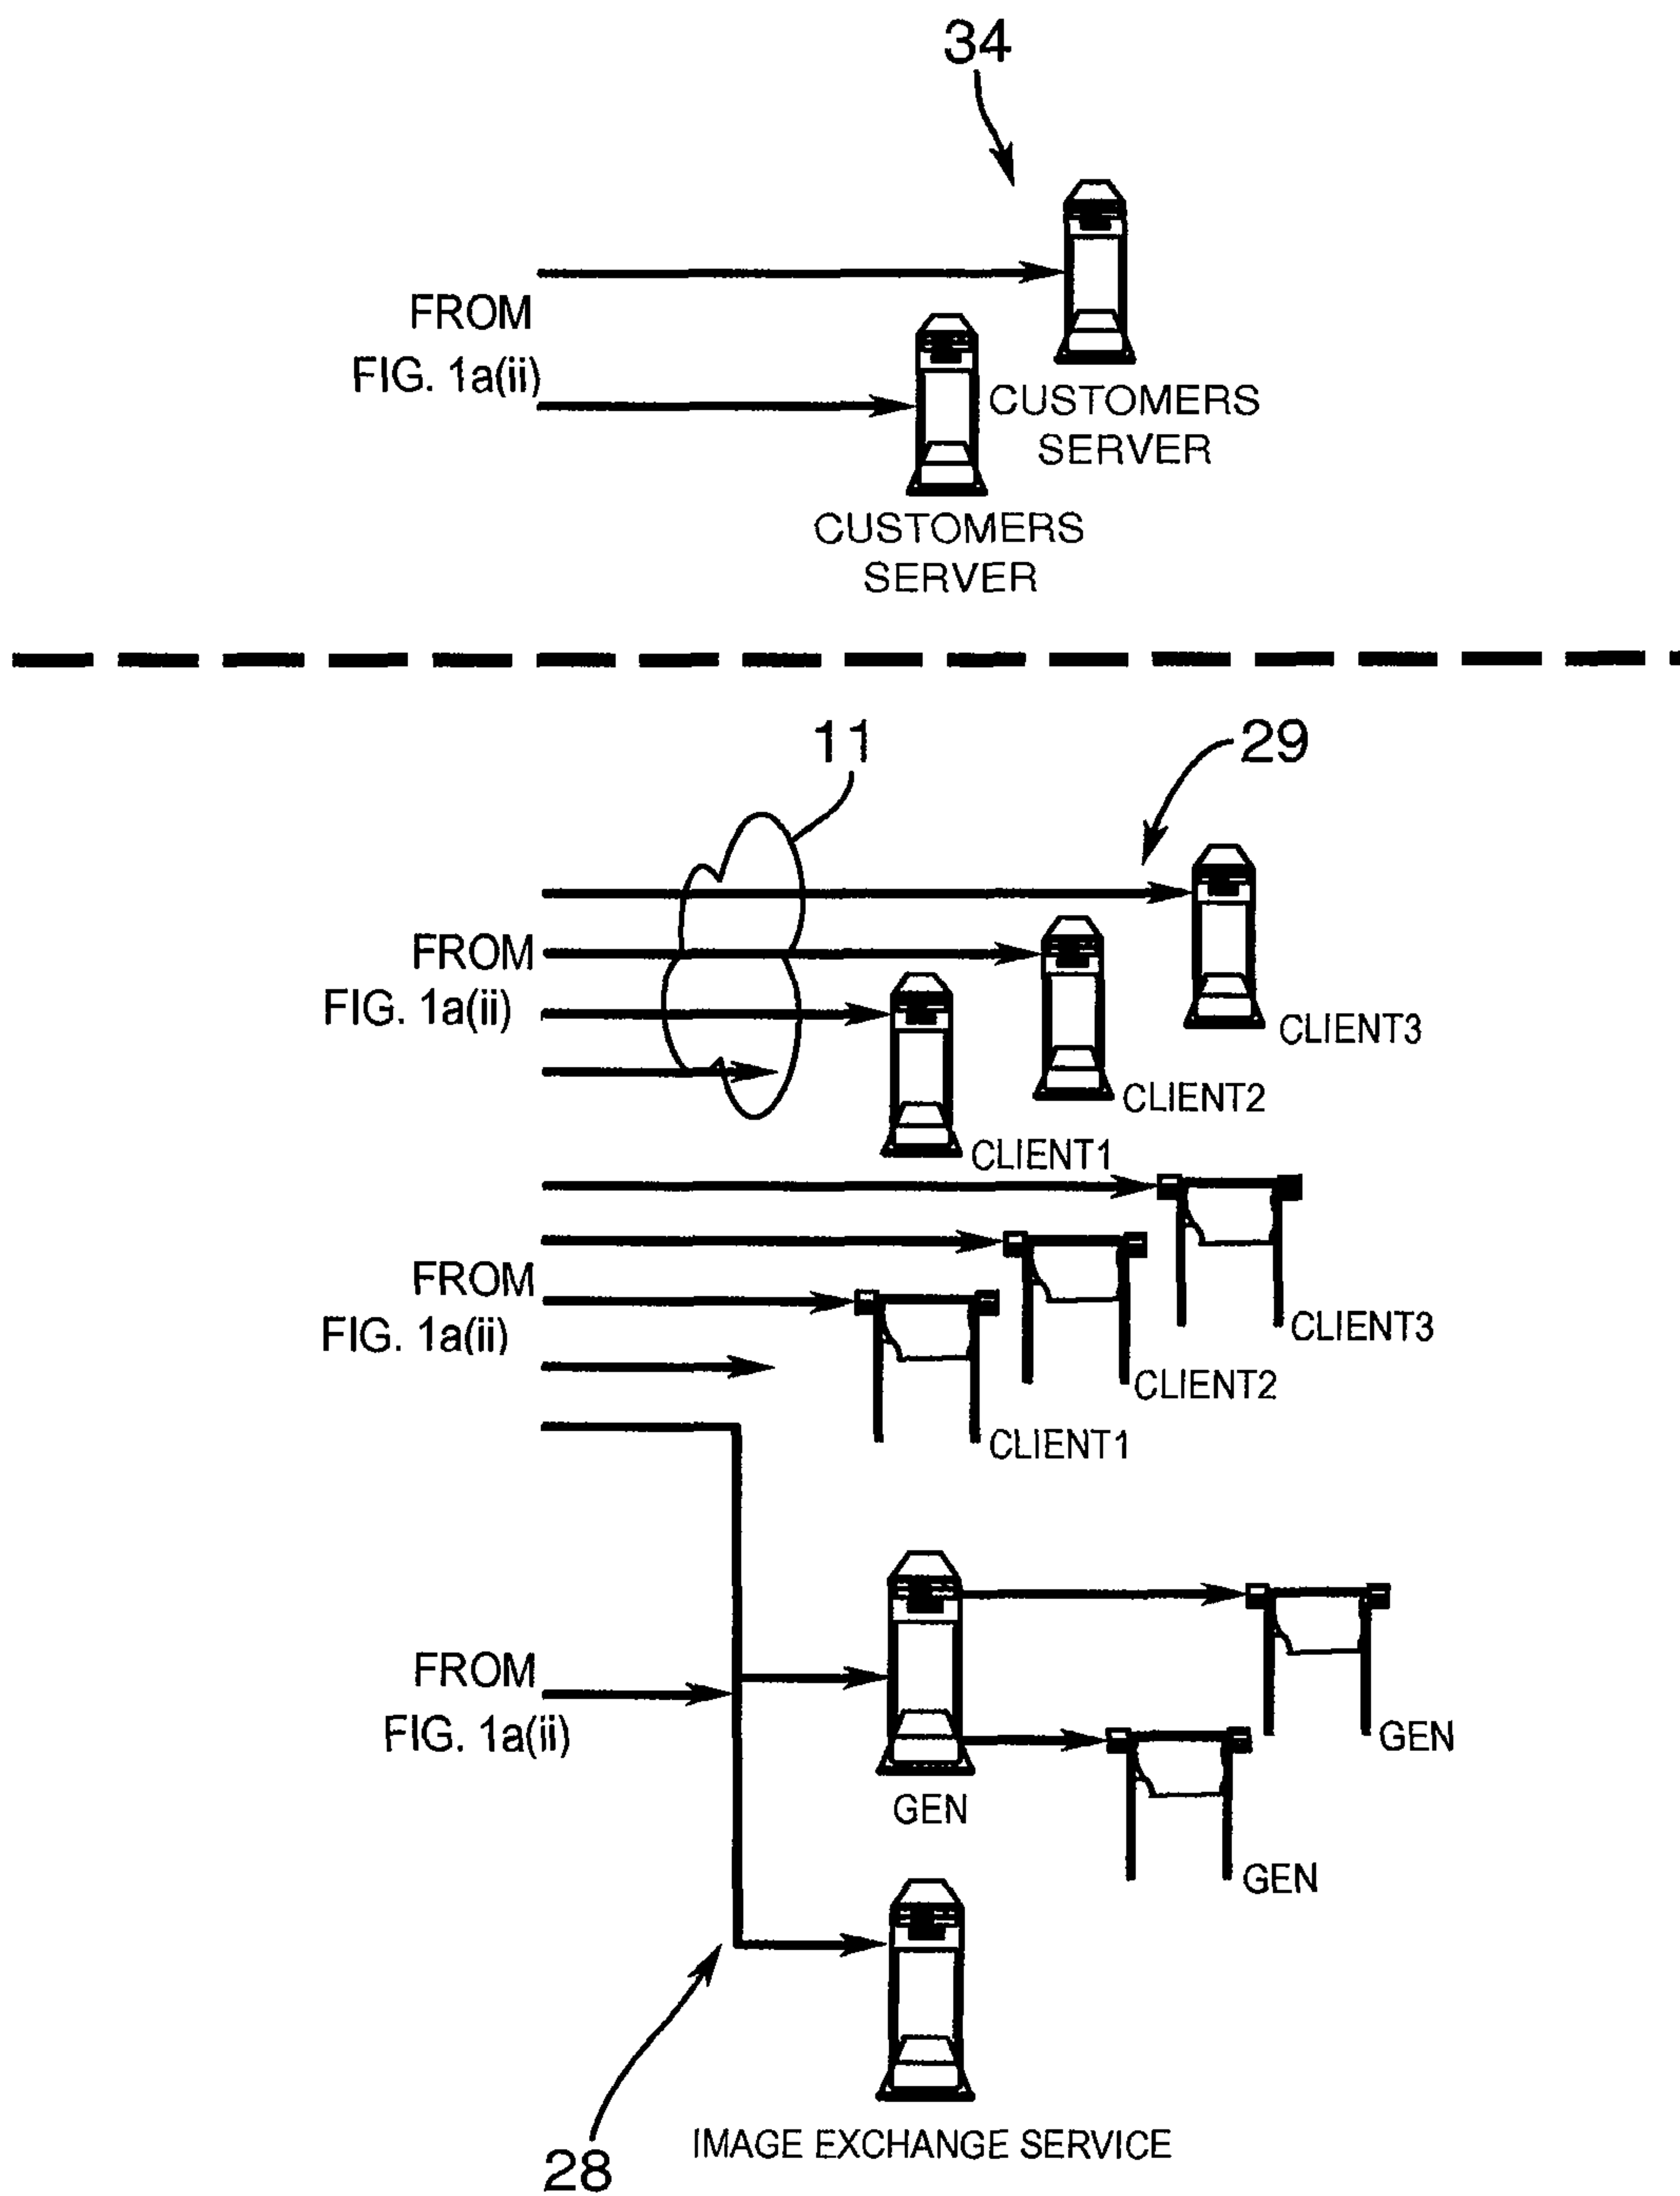 34
FROM
FIG. 1a(ii)
CUSTOMERS
SERVER
CUSTOMERS
SERVER
11
29
FROM
FIG. 1a(ii)
CLIENT3
CLIENT2
CLIENT1
FROM
FIG. 1a(ii)
CLIENT3
CLIENT2
CLIENT1
FROM
FIG. 1a(ii)
GEN
GEN
GEN
IMAGE EXCHANGE SERVICE
28